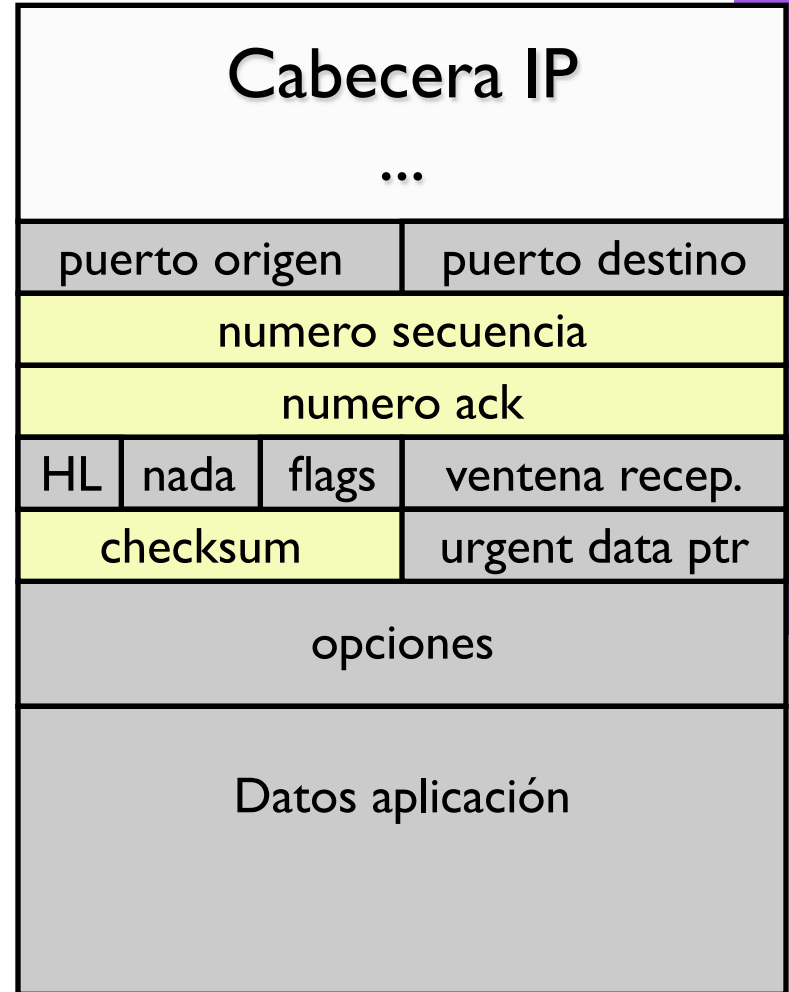 Cabecera IP
...
puerto origen puerto destino
numero secuencia
numero ack
HL nada flags ventena recep.
checksum urgent data ptr
opciones
Datos aplicación